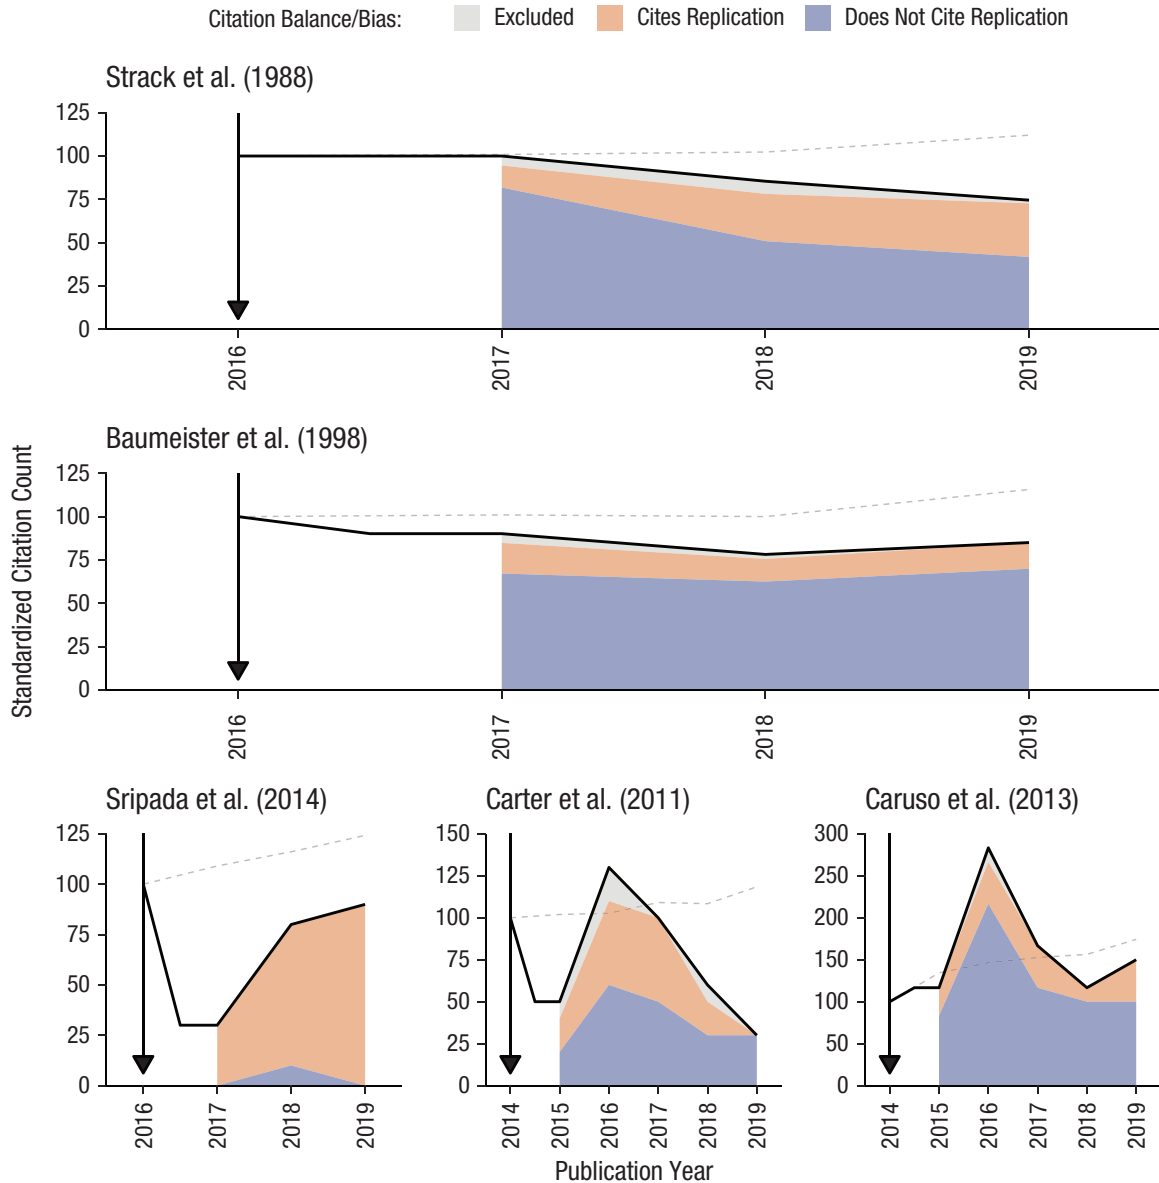 Citation Balance/Bias: Excluded Cites Replication Does Not Cite Replication
Strack et al. (1988)
125
100
75
50
25
0
2016 2017 2018 2019
Baumeister et al. (1998)
125
100
75
50
25
0
2016 2017 2018 2019
Standardized Citation Count
Sripada et al. (2014)
125
100
75
50
25
0
2016 2017 2018 2019
Carter et al. (2011)
150
125
100
75
50
25
0
2014 2015 2016 2017 2018 2019
Caruso et al. (2013)
300
250
200
150
100
50
0
2014 2015 2016 2017 2018 2019
Publication Year